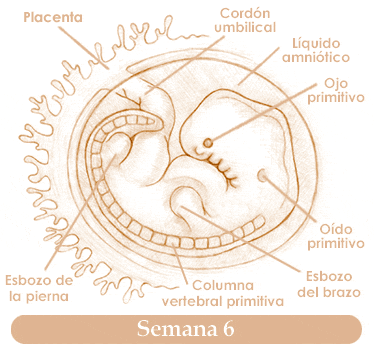 Placenta
Cordón
umbilical
Líquido
amniótico
Ojo
primitivo
Oído
primitivo
Esbozo de
la pierna
Columna
vertebral primitiva
Esbozo
del brazo
Semana 6